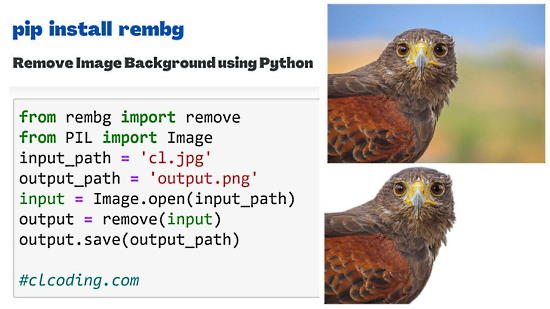 pip install rembg
Remove Image Background using Python
from rembg import remove
from PIL import Image
input_path = 'cl.jpg'
output_path = 'output.png'
input = Image.open(input_path)
output = remove(input)
output.save(output_path)
#clcoding.com